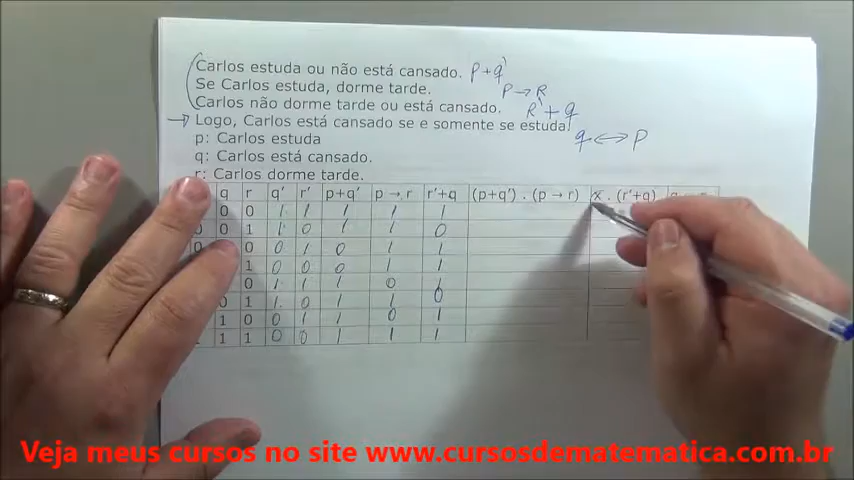 Carlos estuda ou não está cansado. p+q'
Se Carlos estuda, dorme tarde. P → R
Carlos não dorme tarde ou está cansado. R' + q
→ Logo, Carlos está cansado se e somente se estuda. q ↔ p
p: Carlos estuda
q: Carlos está cansado.
r: Carlos dorme tarde.
q r q' r' p+q' p → r r'+q (p+q') . (p → r) x . (r'+q)
0 0 1 1 1 1 1
0 1 1 0 1 1 0
0 0 1 0 1 1
1 0 0 0 1 1
0 1 1 0 1
0 1 1 0 1 1 0
1 0 0 1 1 0 1
1 1 0 0 1 1 1
Veja meus cursos no site www.cursosdematematica.com.br